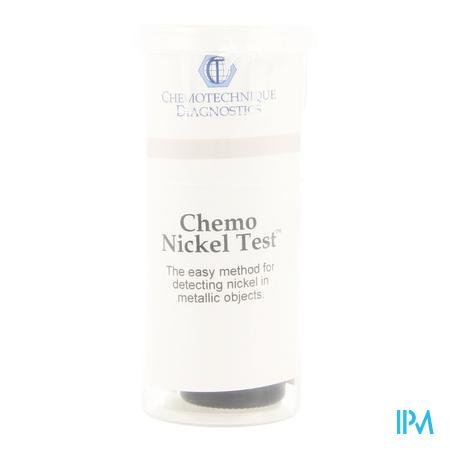 CHEMOTECHNIQUE
DIAGNOSTICS
Chemo
Nickel Test™
The easy method for
detecting nickel in
metallic objects.
IPM